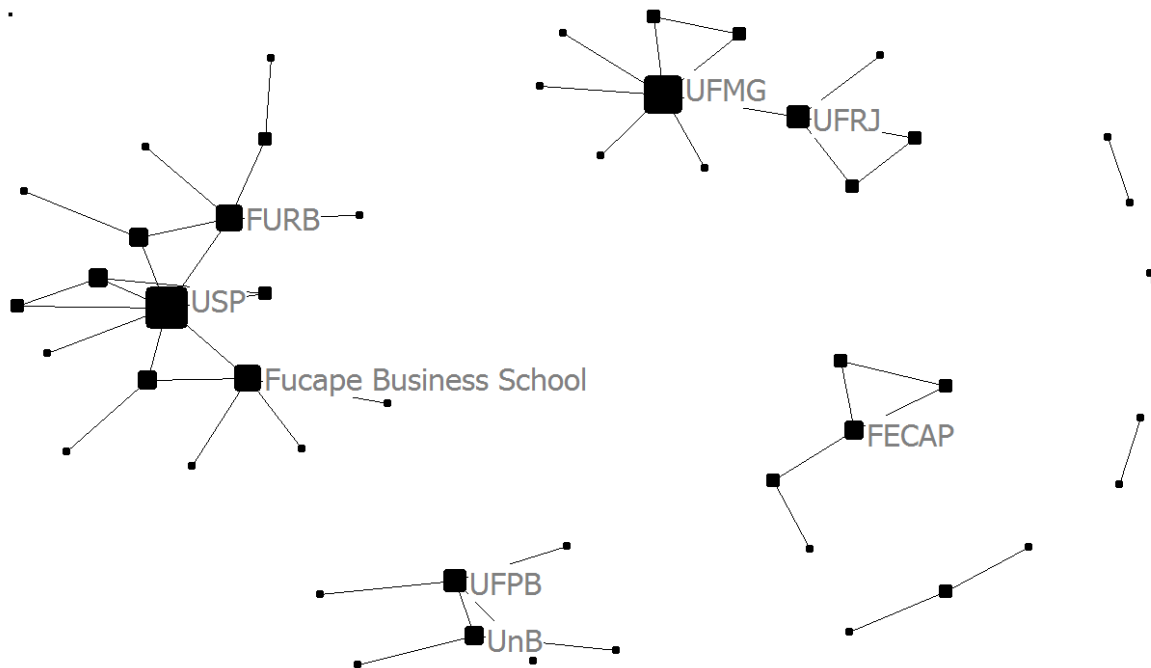 UFMG
UFRJ
FURB
USP
Fucape Business School
FECAP
UFPB
UnB